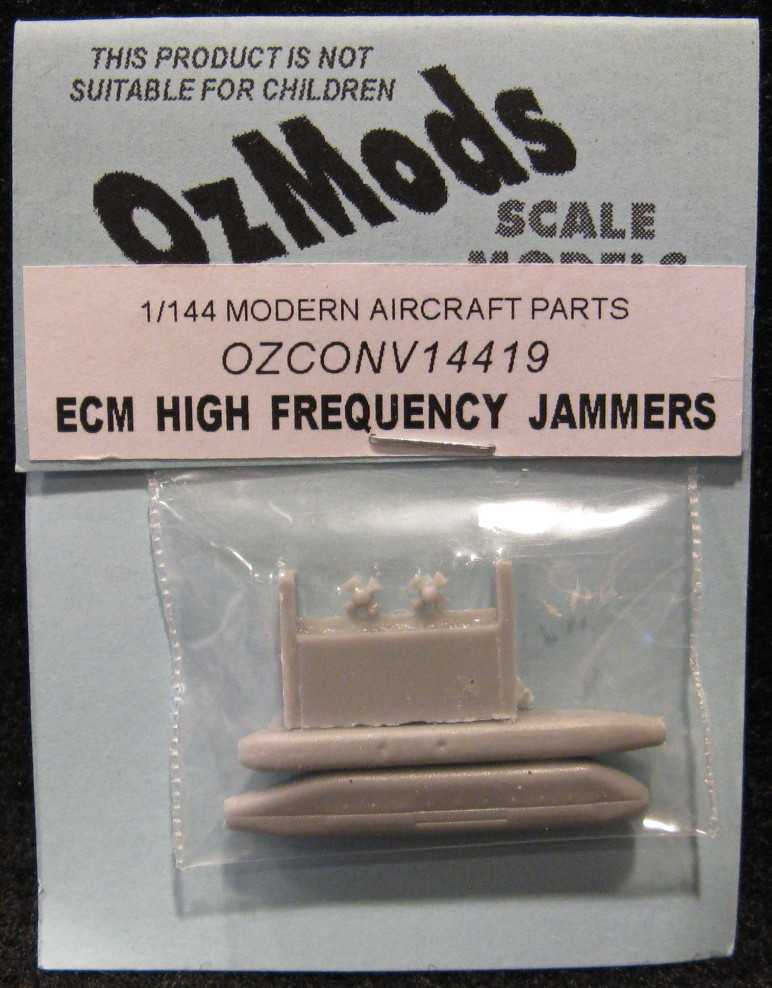 THIS PRODUCT IS NOT
SUITABLE FOR CHILDREN
OzMods
SCALE
MODELS
1/144 MODERN AIRCRAFT PARTS
OZCONV14419
ECM HIGH FREQUENCY JAMMERS